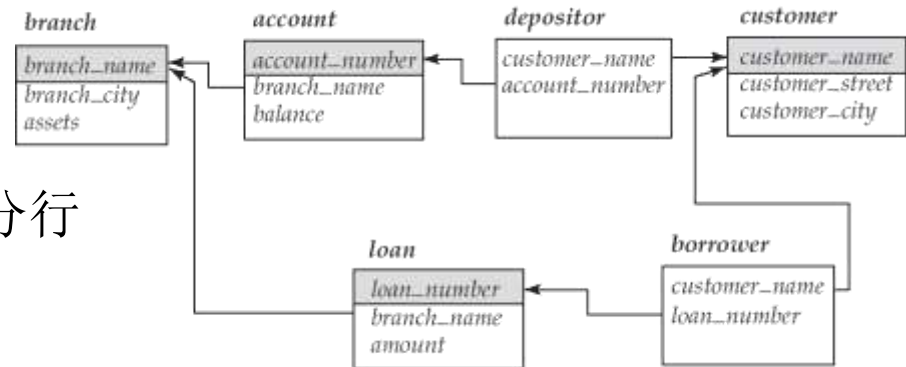 branch
branch_name
branch_city
assets
account
account_number
branch_name
balance
depositor
customer_name
account_number
customer
customer_name
customer_street
customer_city
分行
loan
loan_number
branch_name
amount
borrower
customer_name
loan_number